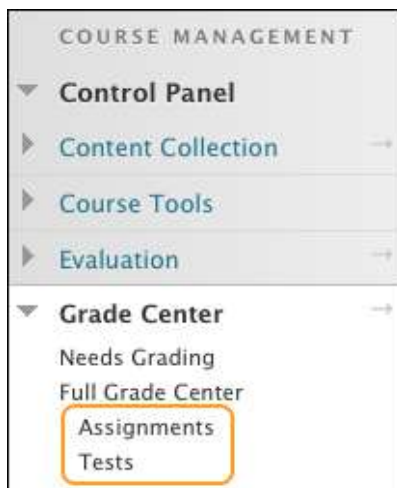 COURSE MANAGEMENT
Control Panel
Content Collection
Course Tools
Evaluation
Grade Center
Needs Grading
Full Grade Center
Assignments
Tests